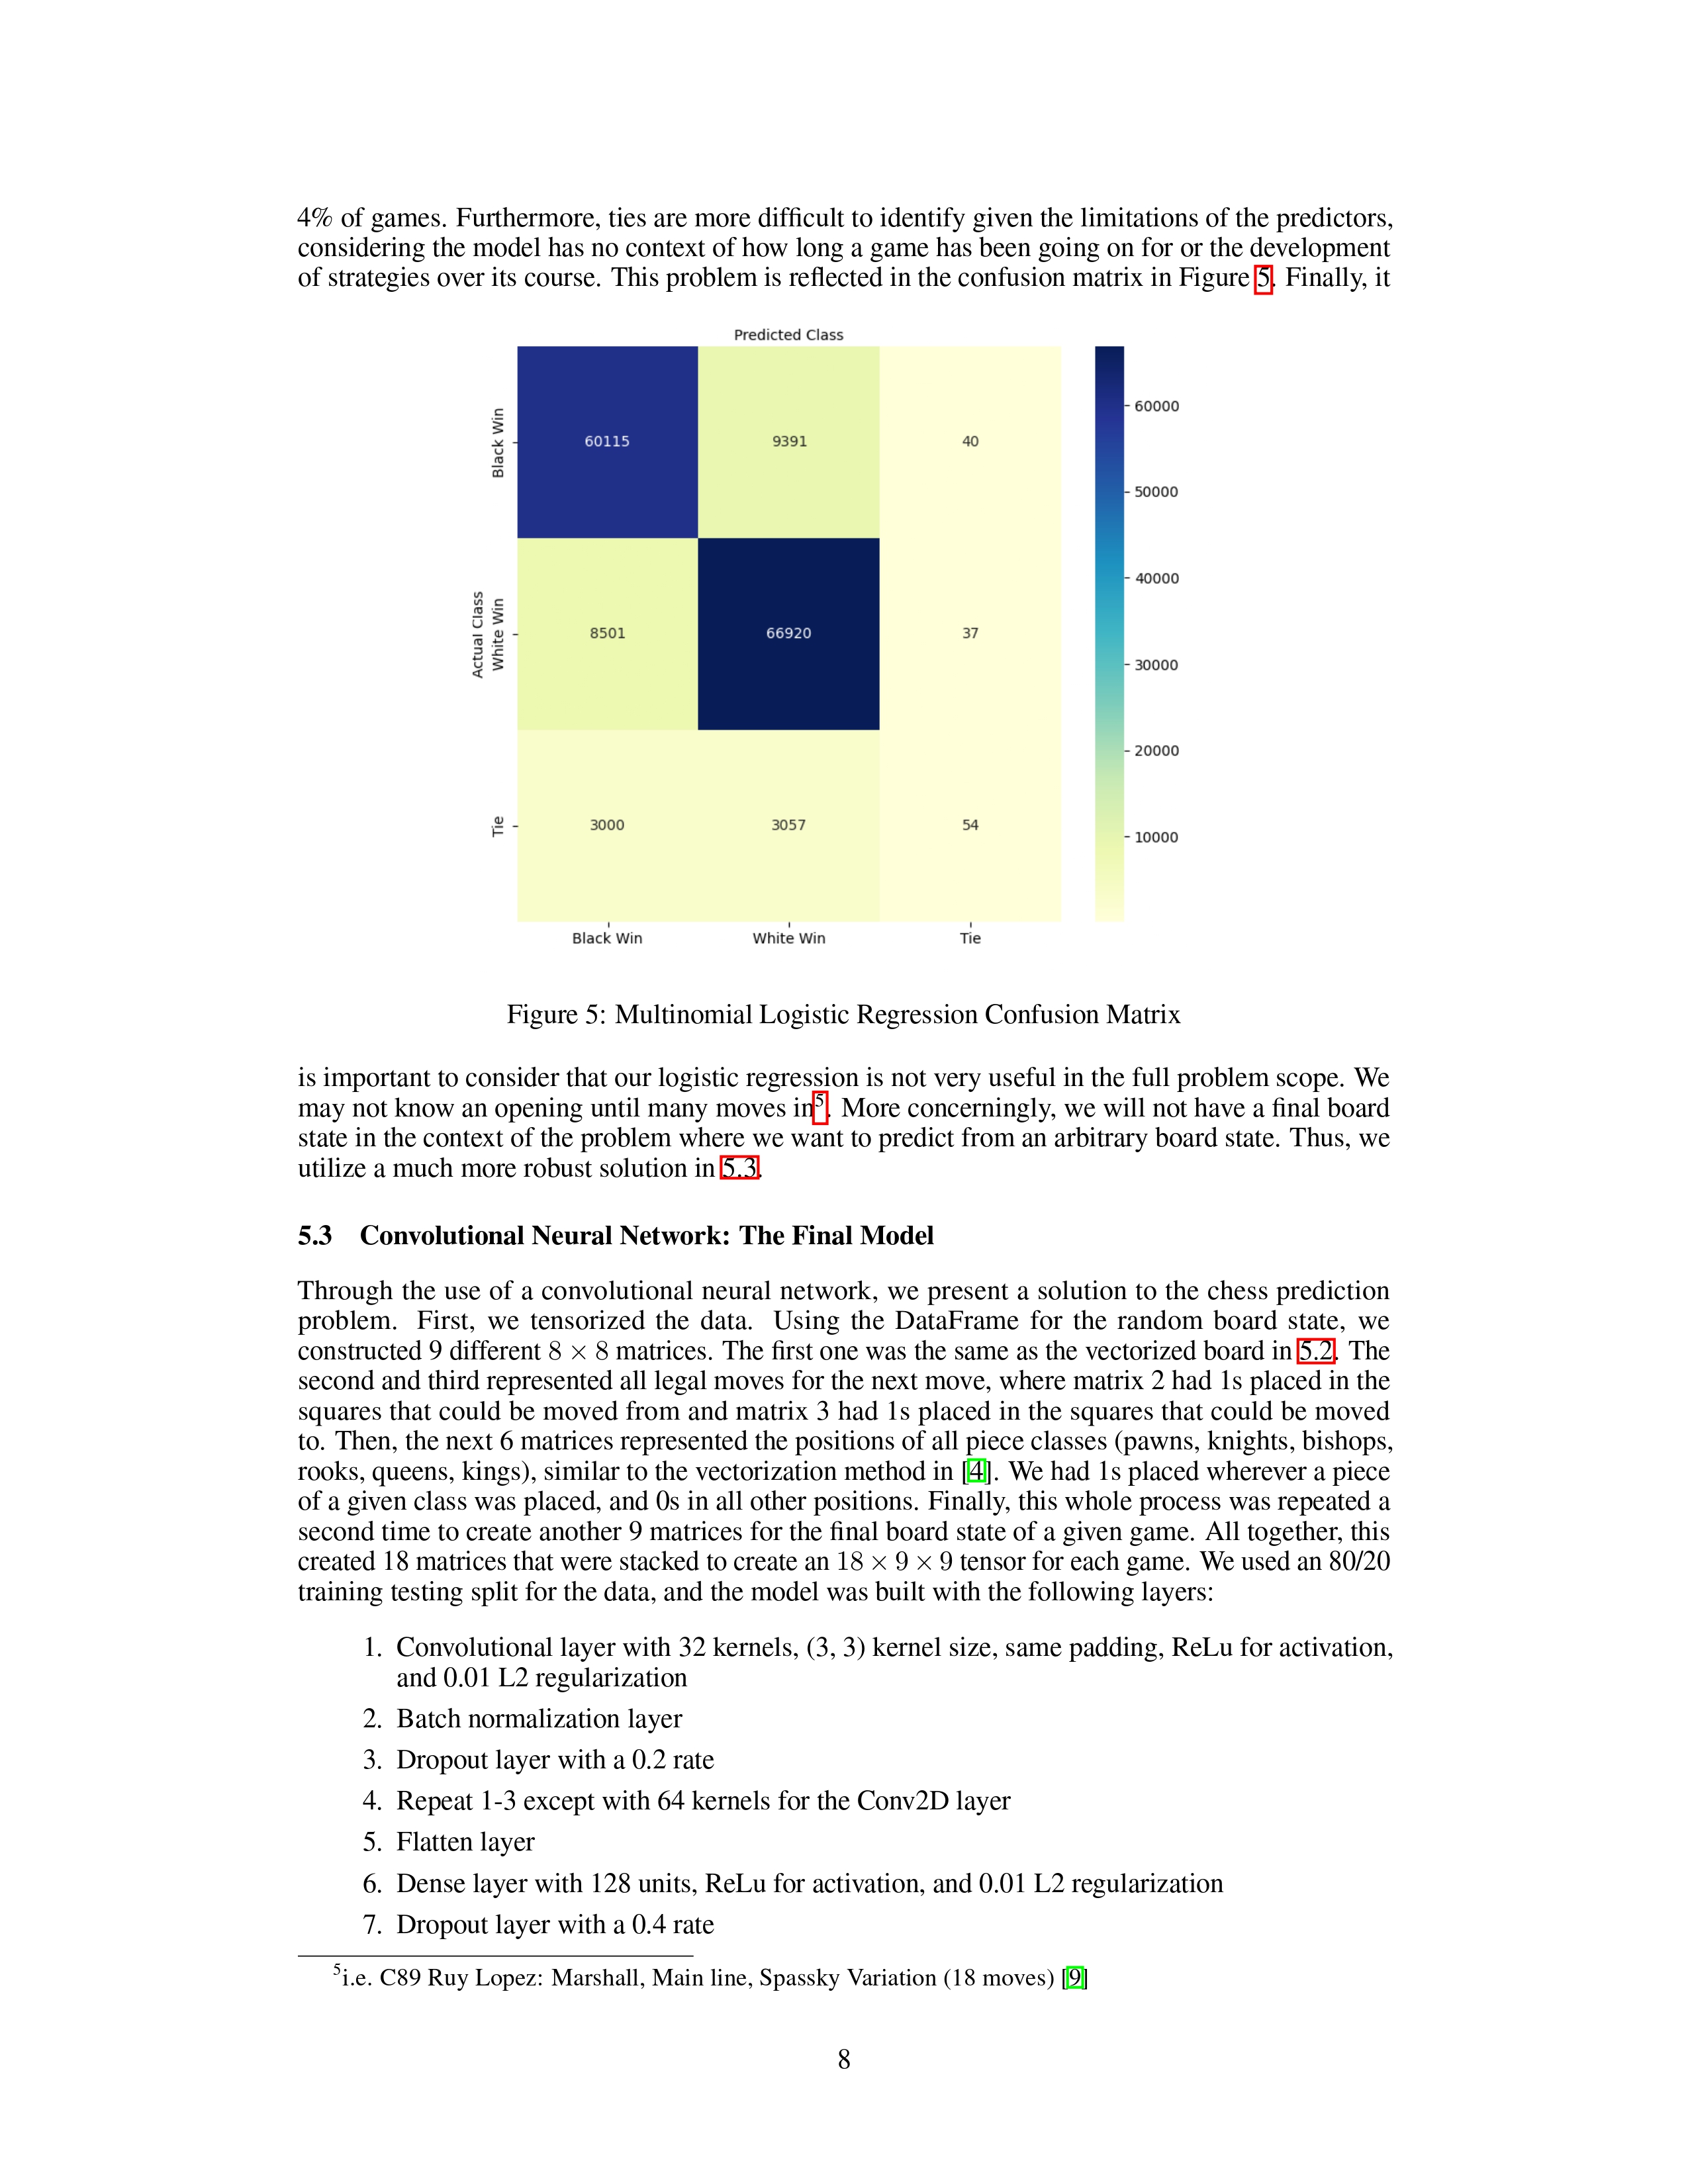 4% of games. Furthermore, ties are more difficult to identify given the limitations of the predictors,
considering the model has no context of how long a game has been going on for or the development
of strategies over its course. This problem is reflected in the confusion matrix in Figure 5. Finally, it
Predicted Class
Black Win
60115
9391
40
60000
50000
40000
Actual Class
White Win
8501
66920
37
30000
20000
Tie
3000
3057
54
10000
Black Win
White Win
Tie
Figure 5: Multinomial Logistic Regression Confusion Matrix
is important to consider that our logistic regression is not very useful in the full problem scope. We
may not know an opening until many moves in⁵. More concerningly, we will not have a final board
state in the context of the problem where we want to predict from an arbitrary board state. Thus, we
utilize a much more robust solution in 5.3.
5.3 Convolutional Neural Network: The Final Model
Through the use of a convolutional neural network, we present a solution to the chess prediction
problem. First, we tensorized the data. Using the DataFrame for the random board state, we
constructed 9 different 8 × 8 matrices. The first one was the same as the vectorized board in 5.2. The
second and third represented all legal moves for the next move, where matrix 2 had 1s placed in the
squares that could be moved from and matrix 3 had 1s placed in the squares that could be moved
to. Then, the next 6 matrices represented the positions of all piece classes (pawns, knights, bishops,
rooks, queens, kings), similar to the vectorization method in [4]. We had 1s placed wherever a piece
of a given class was placed, and 0s in all other positions. Finally, this whole process was repeated a
second time to create another 9 matrices for the final board state of a given game. All together, this
created 18 matrices that were stacked to create an 18 × 9 × 9 tensor for each game. We used an 80/20
training testing split for the data, and the model was built with the following layers:
1. Convolutional layer with 32 kernels, (3, 3) kernel size, same padding, ReLu for activation,
and 0.01 L2 regularization
2. Batch normalization layer
3. Dropout layer with a 0.2 rate
4. Repeat 1-3 except with 64 kernels for the Conv2D layer
5. Flatten layer
6. Dense layer with 128 units, ReLu for activation, and 0.01 L2 regularization
7. Dropout layer with a 0.4 rate
⁵i.e. C89 Ruy Lopez: Marshall, Main line, Spassky Variation (18 moves) [9]
8